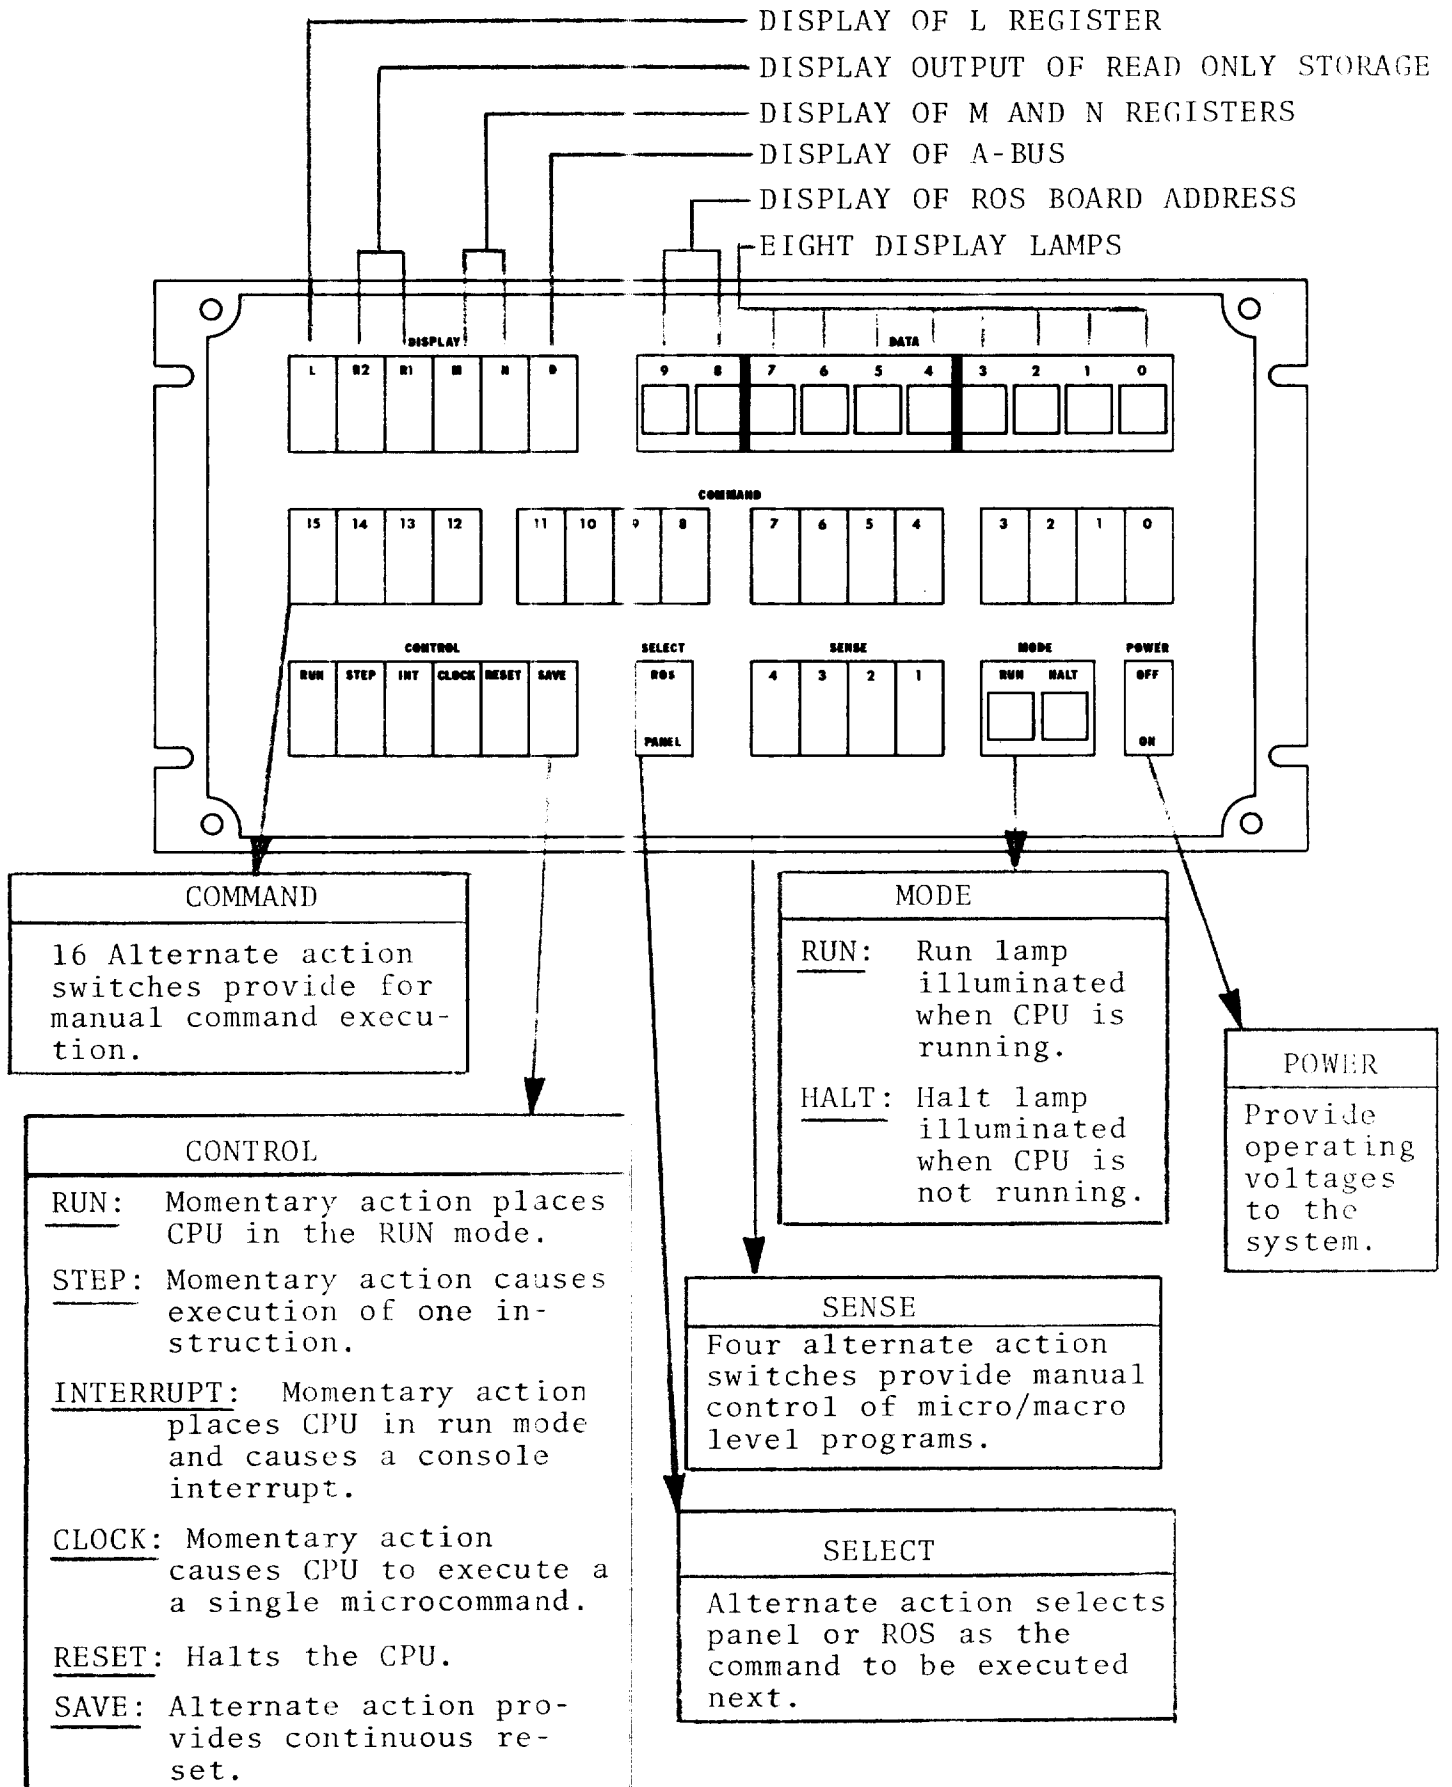 DISPLAY OF L REGISTER
DISPLAY OUTPUT OF READ ONLY STORAGE
DISPLAY OF M AND N REGISTERS
DISPLAY OF A-BUS
DISPLAY OF ROS BOARD ADDRESS
EIGHT DISPLAY LAMPS
DISPLAY
L R2 R1 M N D
DATA
9 8 7 6 5 4 3 2 1 0
COMMAND
15 14 13 12 11 10 9 8 7 6 5 4 3 2 1 0
CONTROL
RUN STEP INT CLOCK RESET SAVE
SELECT
ROS
PANEL
SENSE
4 3 2 1
MODE
RUN HALT
POWER
OFF
ON
COMMAND
16 Alternate action
switches provide for
manual command execu-
tion.
CONTROL
RUN: Momentary action places
CPU in the RUN mode.
STEP: Momentary action causes
execution of one in-
struction.
INTERRUPT: Momentary action
places CPU in run mode
and causes a console
interrupt.
CLOCK: Momentary action
causes CPU to execute a
a single microcommand.
RESET: Halts the CPU.
SAVE: Alternate action pro-
vides continuous re-
set.
MODE
RUN: Run lamp
illuminated
when CPU is
running.
HALT: Halt lamp
illuminated
when CPU is
not running.
POWER
Provide
operating
voltages
to the
system.
SENSE
Four alternate action
switches provide manual
control of micro/macro
level programs.
SELECT
Alternate action selects
panel or ROS as the
command to be executed
next.